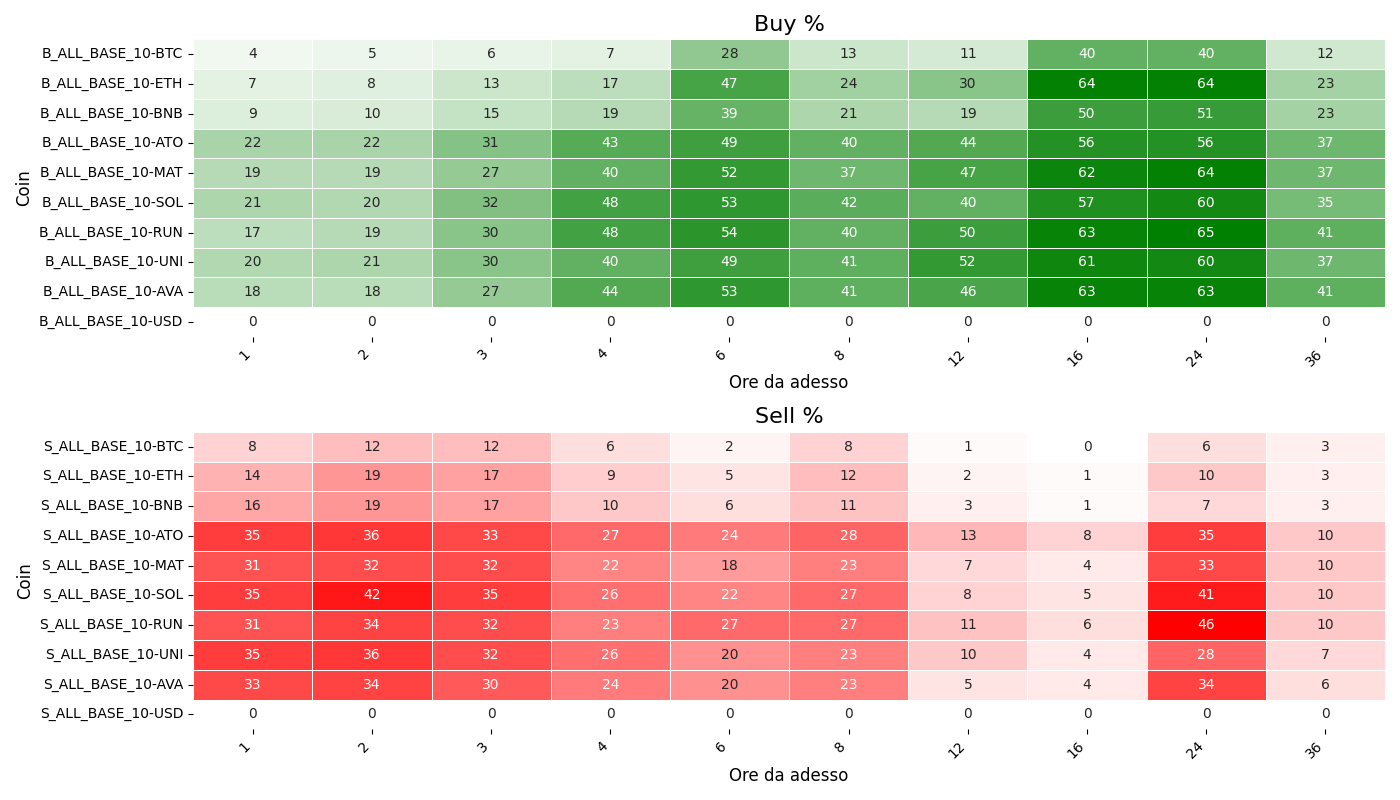 Buy %
Coin
B_ALL_BASE_10-BTC 4 5 6 7 28 13 11 40 40 12
B_ALL_BASE_10-ETH 7 8 13 17 47 24 30 64 64 23
B_ALL_BASE_10-BNB 9 10 15 19 39 21 19 50 51 23
B_ALL_BASE_10-ATO 22 22 31 43 49 40 44 56 56 37
B_ALL_BASE_10-MAT 19 19 27 40 52 37 47 62 64 37
B_ALL_BASE_10-SOL 21 20 32 48 53 42 40 57 60 35
B_ALL_BASE_10-RUN 17 19 30 48 54 40 50 63 65 41
B_ALL_BASE_10-UNI 20 21 30 40 49 41 52 61 60 37
B_ALL_BASE_10-AVA 18 18 27 44 53 41 46 63 63 41
B_ALL_BASE_10-USD 0 0 0 0 0 0 0 0 0 0
1 2 3 4 6 8 12 16 24 36
Ore da adesso
Sell %
Coin
S_ALL_BASE_10-BTC 8 12 12 6 2 8 1 0 6 3
S_ALL_BASE_10-ETH 14 19 17 9 5 12 2 1 10 3
S_ALL_BASE_10-BNB 16 19 17 10 6 11 3 1 7 3
S_ALL_BASE_10-ATO 35 36 33 27 24 28 13 8 35 10
S_ALL_BASE_10-MAT 31 32 32 22 18 23 7 4 33 10
S_ALL_BASE_10-SOL 35 42 35 26 22 27 8 5 41 10
S_ALL_BASE_10-RUN 31 34 32 23 27 27 11 6 46 10
S_ALL_BASE_10-UNI 35 36 32 26 20 23 10 4 28 7
S_ALL_BASE_10-AVA 33 34 30 24 20 23 5 4 34 6
S_ALL_BASE_10-USD 0 0 0 0 0 0 0 0 0 0
1 2 3 4 6 8 12 16 24 36
Ore da adesso